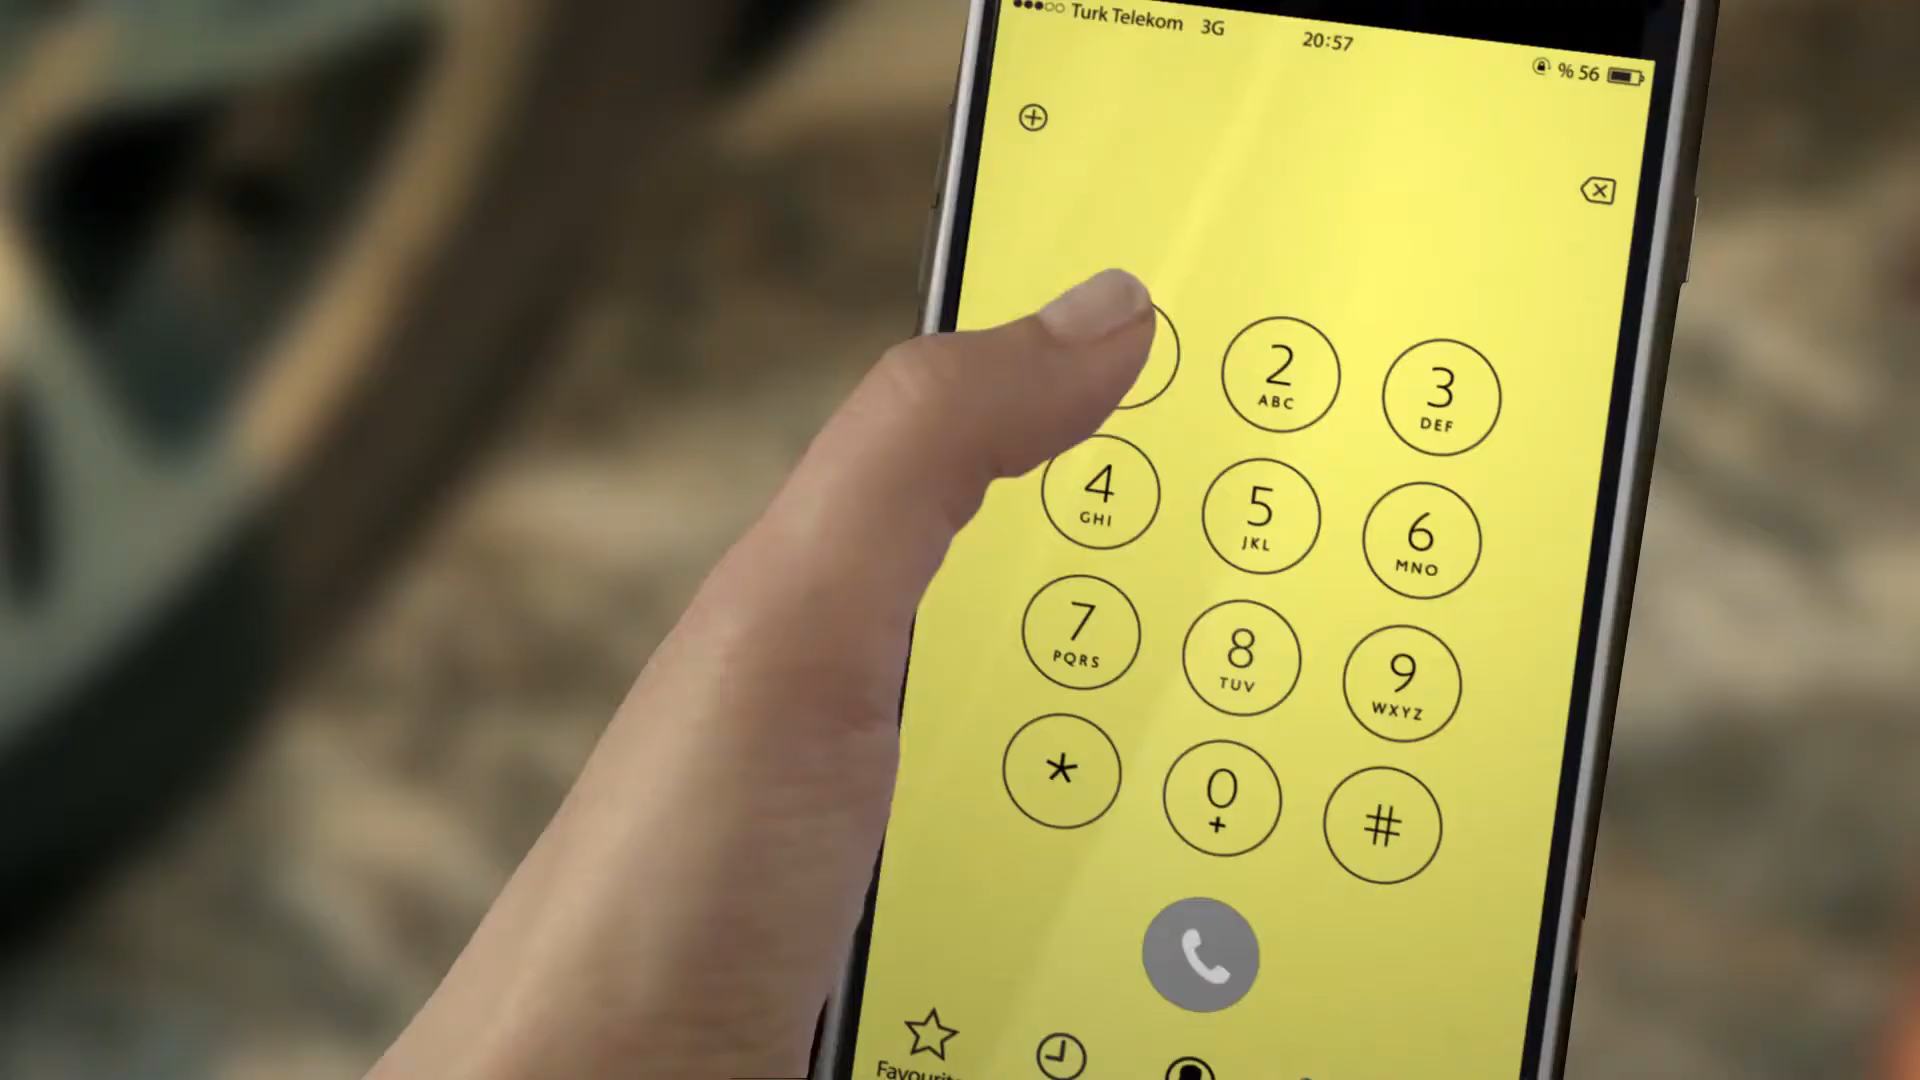 Turk Telekom 3G 20:57 % 56
2 3
ABC DEF
4 5 6
GHI JKL MNO
7 8 9
PQRS TUV WXYZ
* 0 #
+